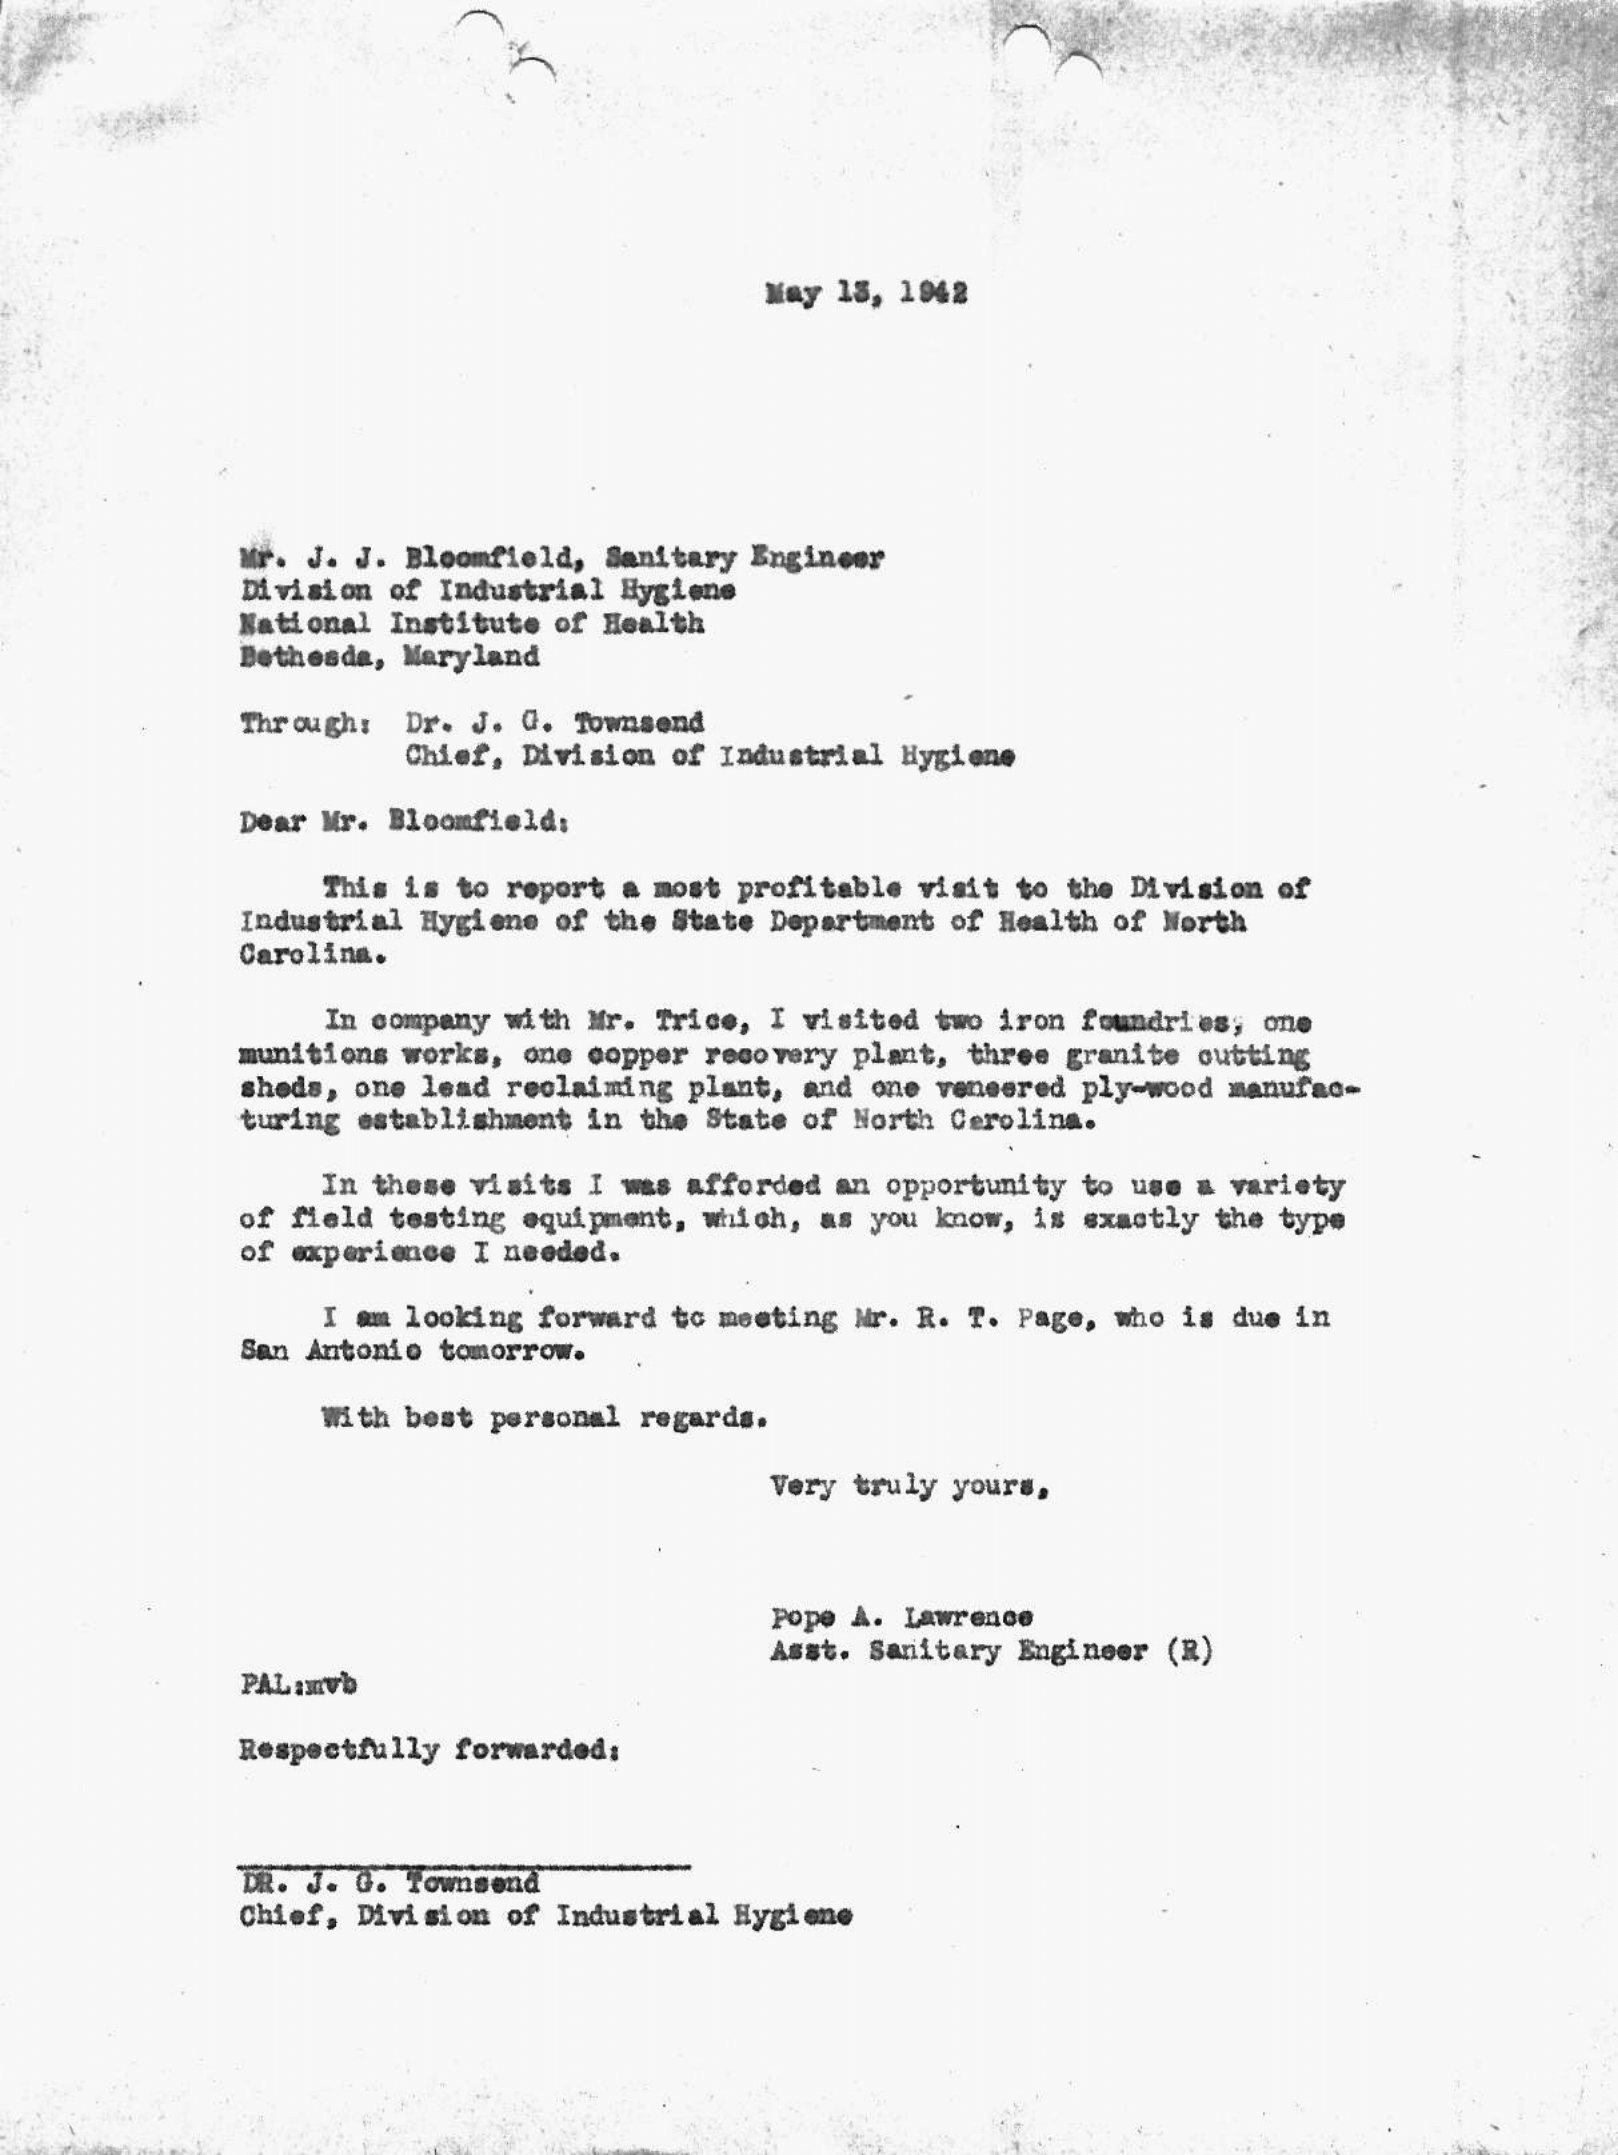 May 13, 1942
Mr. J. J. Bloomfield, Sanitary Engineer
Division of Industrial Hygiene
National Institute of Health
Bethesda, Maryland
Through: Dr. J. G. Townsend
Chief, Division of Industrial Hygiene
Dear Mr. Bloomfield:
This is to report a most profitable visit to the Division of
Industrial Hygiene of the State Department of Health of North
Carolina.
In company with Mr. Trice, I visited two iron foundries, one
munitions works, one copper recovery plant, three granite cutting
sheds, one lead reclaiming plant, and one veneered ply-wood manufac-
turing establishment in the State of North Carolina.
In these visits I was afforded an opportunity to use a variety
of field testing equipment, which, as you know, is exactly the type
of experience I needed.
I am looking forward to meeting Mr. R. T. Page, who is due in
San Antonio tomorrow.
With best personal regards.
Very truly yours,
Pope A. Lawrence
Asst. Sanitary Engineer (R)
PAL:mvb
Respectfully forwarded:
DR. J. G. Townsend
Chief, Division of Industrial Hygiene